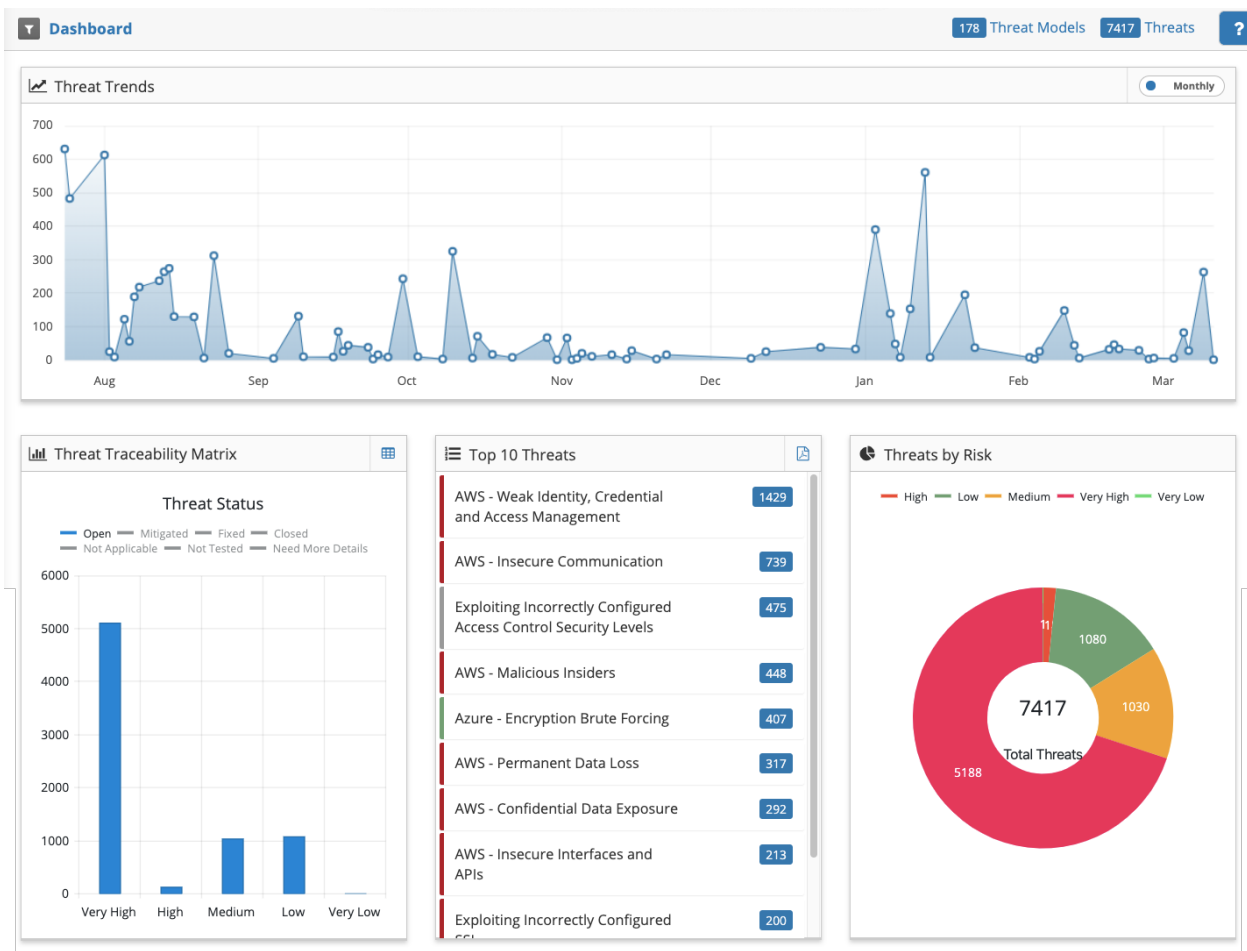 Dashboard
178 Threat Models 7417 Threats ?
Threat Trends
Monthly
700
600
500
400
300
200
100
0
Aug Sep Oct Nov Dec Jan Feb Mar
Threat Traceability Matrix
Threat Status
Open Mitigated Fixed Closed
Not Applicable Not Tested Need More Details
6000
5000
4000
3000
2000
1000
0
Very High High Medium Low Very Low
Top 10 Threats
AWS - Weak Identity, Credential 1429
and Access Management
AWS - Insecure Communication 739
Exploiting Incorrectly Configured 475
Access Control Security Levels
AWS - Malicious Insiders 448
Azure - Encryption Brute Forcing 407
AWS - Permanent Data Loss 317
AWS - Confidential Data Exposure 292
AWS - Insecure Interfaces and 213
APIs
Exploiting Incorrectly Configured 200
Threats by Risk
High Low Medium Very High Very Low
1080
1030
5188
7417
Total Threats